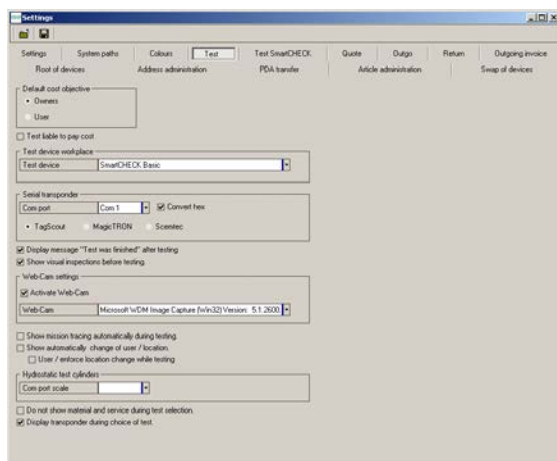 Settings
Settings System paths Colours Test Test SmartCHECK Quote Outgo Return Outgoing invoice
Root of devices Address administration PDA transfer Article administration Swap of devices
Default cost objective
Owners
User
Test liable to pay cost
Test device workplace
Test device SmartCHECK Basic
Serial transponder
Com port Com 1 Convert hex
TagScout MagicTRON Scemtec
Display message "Test was finished" after testing
Show visual inspections before testing.
Web-Cam settings
Activate Web-Cam
Web-Cam Microsoft WDM Image Capture (Win32) Version: 5.1.2600.
Show mission tracing automatically during testing.
Show automatically change of user / location.
User / enforce location change while testing
Hydrostatic test cylinders
Com port scale
Do not show material and service during test selection.
Display transponder during choice of test.